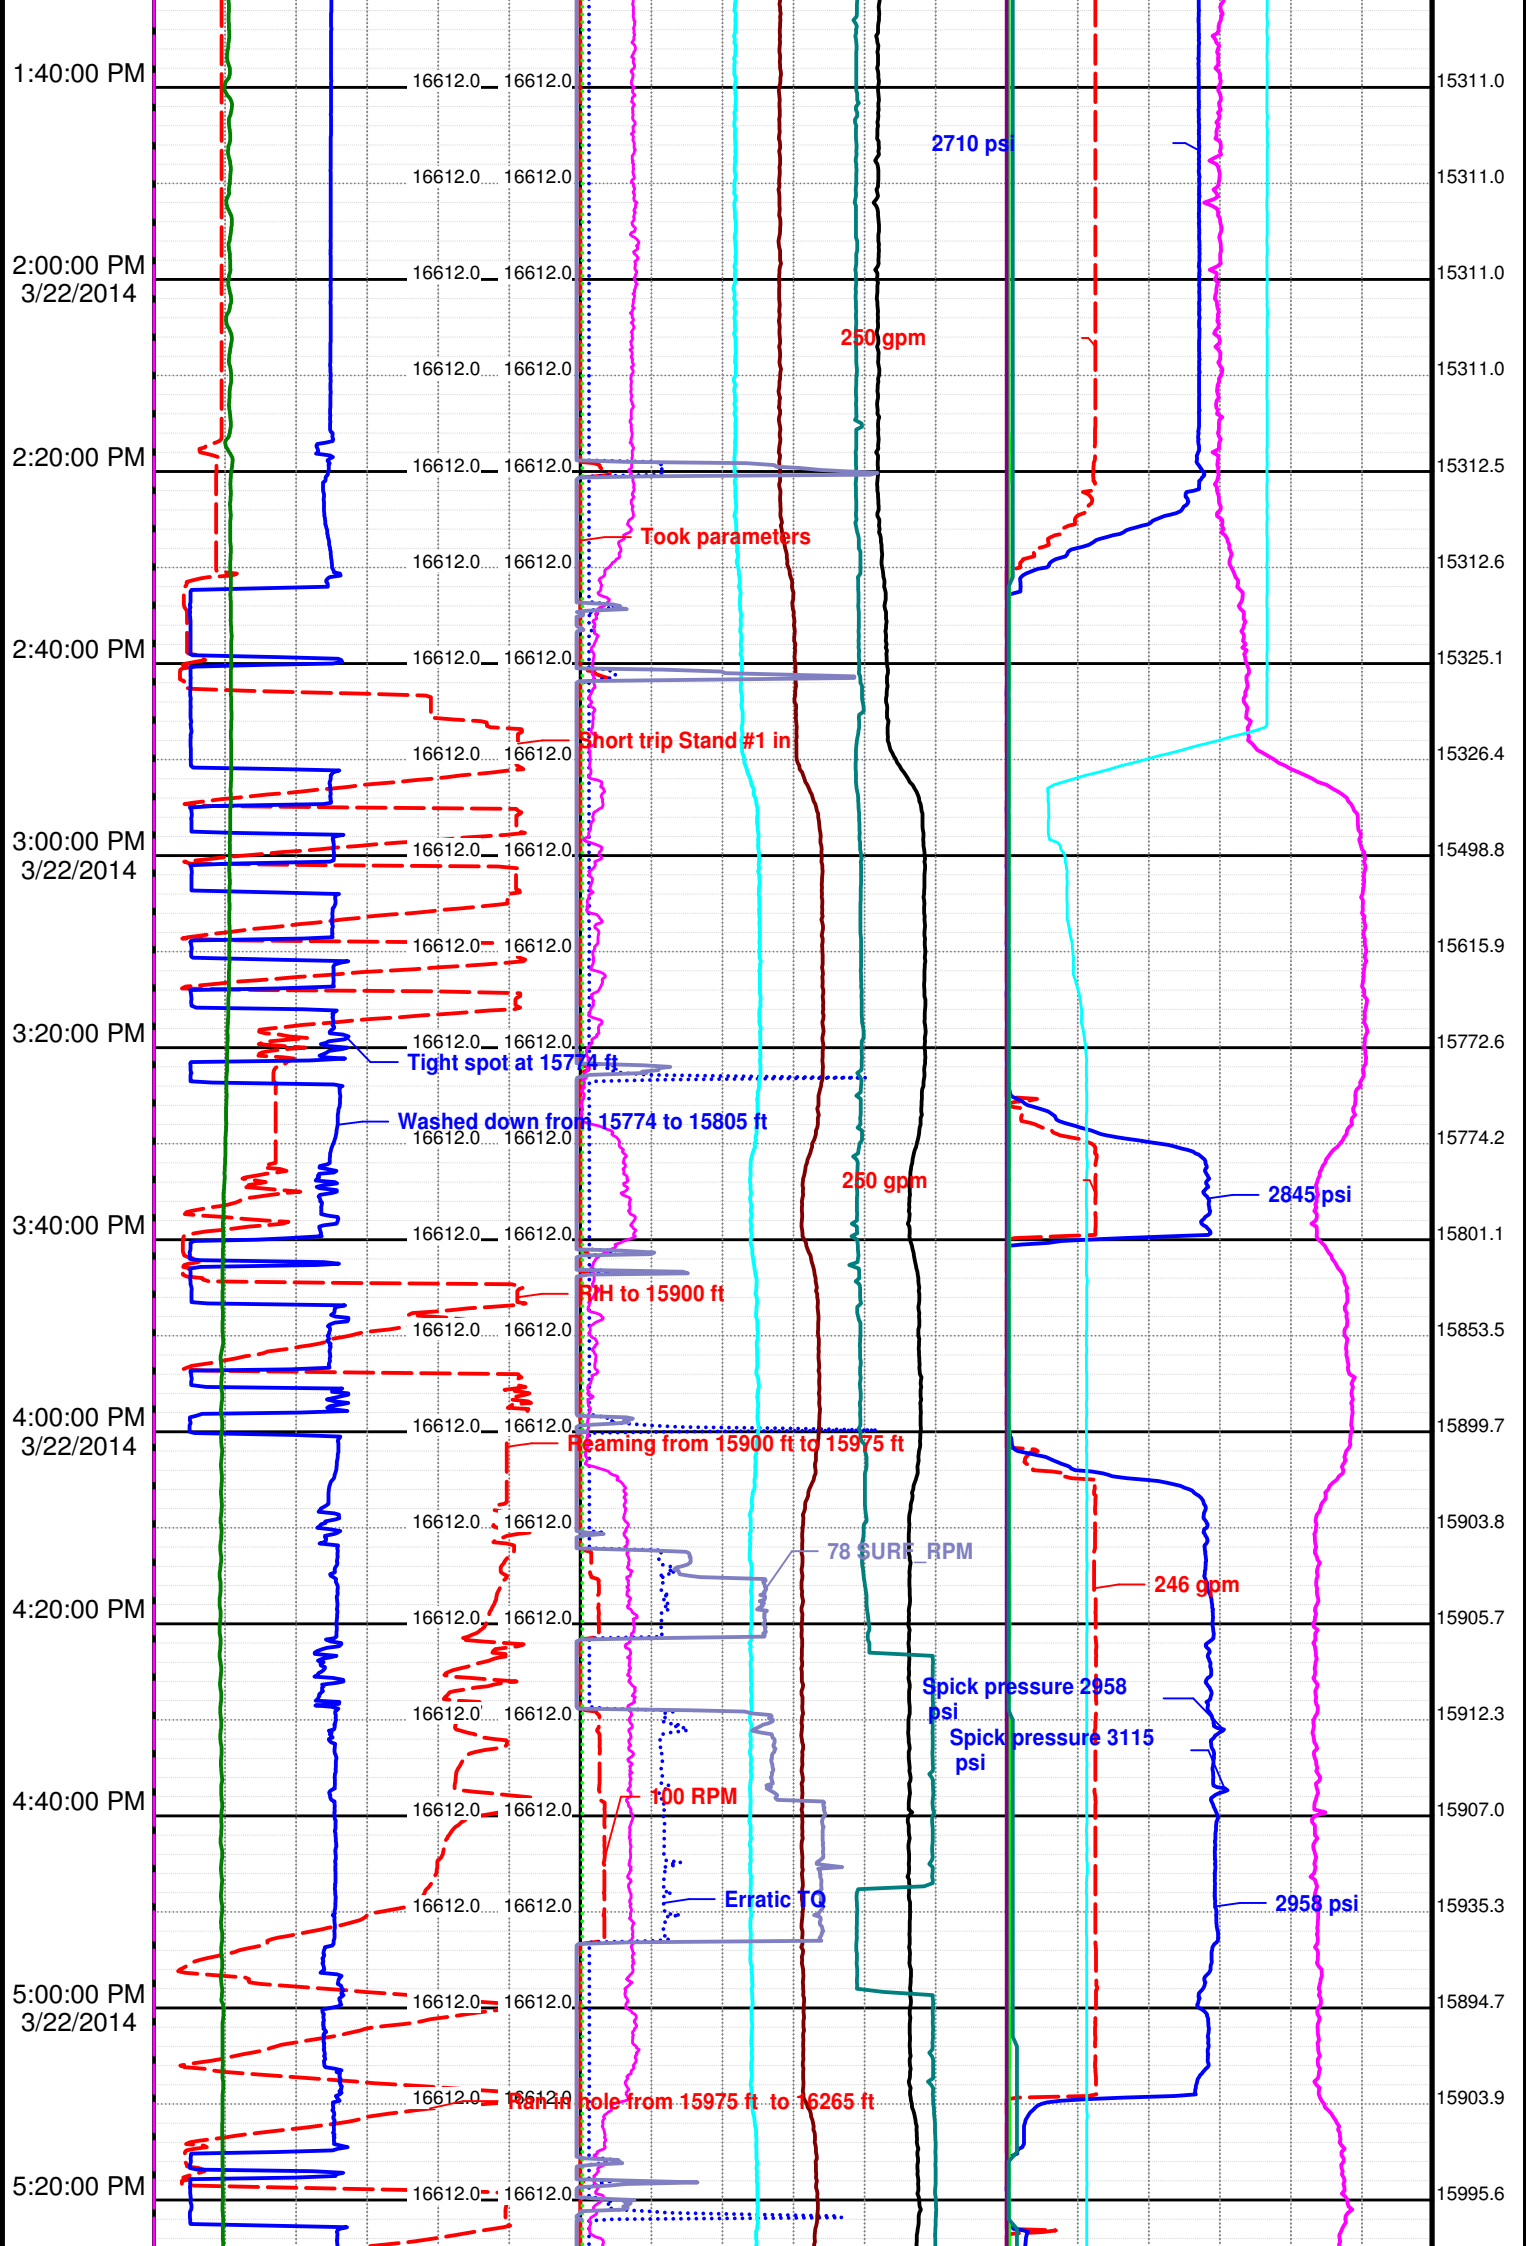 1:40:00 PM 16612.0 16612.0 15311.0
2710 psi
16612.0 16612.0 15311.0
2:00:00 PM 16612.0 16612.0 15311.0
3/22/2014
250 gpm
16612.0 16612.0 15311.0
2:20:00 PM 16612.0 16612.0 15312.5
Took parameters
16612.0 16612.0 15312.6
2:40:00 PM 16612.0 16612.0 15325.1
Short trip Stand #1 in
16612.0 16612.0 15326.4
3:00:00 PM 16612.0 16612.0 15498.8
3/22/2014
16612.0 16612.0 15615.9
3:20:00 PM 16612.0 16612.0 15772.6
Tight spot at 15774 ft
Washed down from 15774 to 15805 ft
16612.0 16612.0 15774.2
250 gpm
2845 psi
3:40:00 PM 16612.0 16612.0 15801.1
RIH to 15900 ft
16612.0 16612.0 15853.5
4:00:00 PM 16612.0 16612.0 15899.7
3/22/2014
Reaming from 15900 ft to 15975 ft
16612.0 16612.0 15903.8
78 SURF_RPM
246 gpm
4:20:00 PM 16612.0 16612.0 15905.7
Spick pressure 2958
psi
16612.0 16612.0 15912.3
Spick pressure 3115
psi
100 RPM
4:40:00 PM 16612.0 16612.0 15907.0
Erratic TQ
2958 psi
16612.0 16612.0 15935.3
5:00:00 PM 16612.0 16612.0 15894.7
3/22/2014
16612.0 16612.0 15903.9
Ran in hole from 15975 ft to 16265 ft
5:20:00 PM 16612.0 16612.0 15995.6